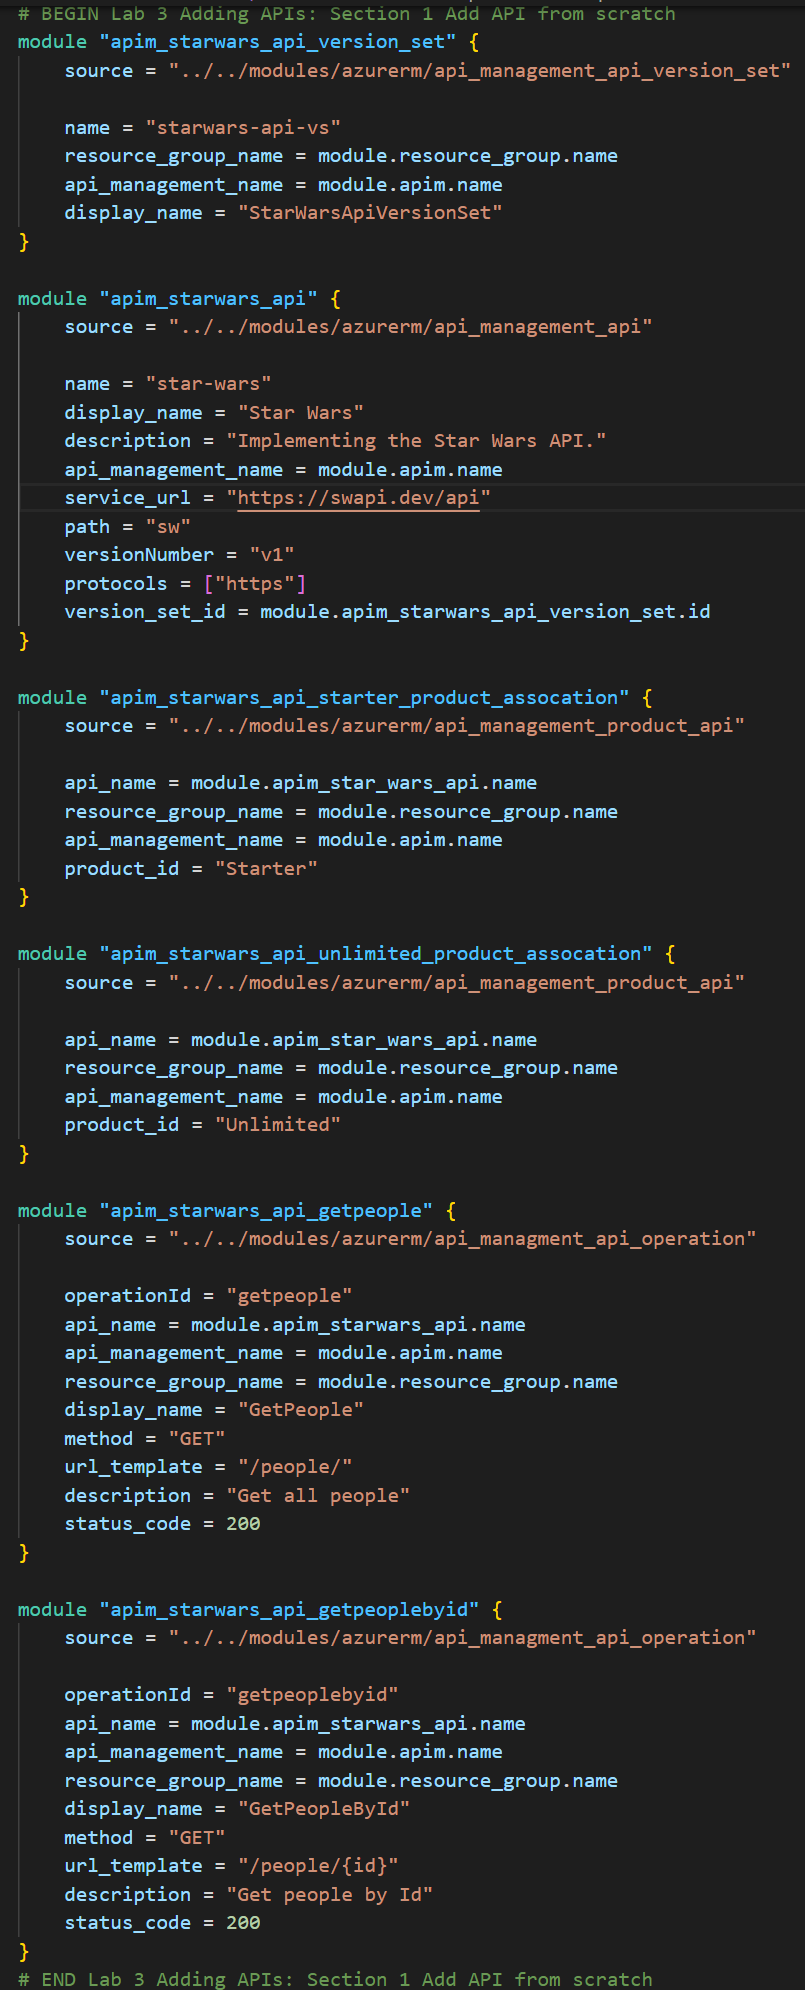 # BEGIN Lab 3 Adding APIs: Section 1 Add API from scratch
module "apim_starwars_api_version_set" {
    source = "../../modules/azurerm/api_management_api_version_set"

    name = "starwars-api-vs"
    resource_group_name = module.resource_group.name
    api_management_name = module.apim.name
    display_name = "StarWarsApiVersionSet"
}

module "apim_starwars_api" {
    source = "../../modules/azurerm/api_management_api"

    name = "star-wars"
    display_name = "Star Wars"
    description = "Implementing the Star Wars API."
    api_management_name = module.apim.name
    service_url = "https://swapi.dev/api"
    path = "sw"
    versionNumber = "v1"
    protocols = ["https"]
    version_set_id = module.apim_starwars_api_version_set.id
}

module "apim_starwars_api_starter_product_assocation" {
    source = "../../modules/azurerm/api_management_product_api"

    api_name = module.apim_star_wars_api.name
    resource_group_name = module.resource_group.name
    api_management_name = module.apim.name
    product_id = "Starter"
}

module "apim_starwars_api_unlimited_product_assocation" {
    source = "../../modules/azurerm/api_management_product_api"

    api_name = module.apim_star_wars_api.name
    resource_group_name = module.resource_group.name
    api_management_name = module.apim.name
    product_id = "Unlimited"
}

module "apim_starwars_api_getpeople" {
    source = "../../modules/azurerm/api_managment_api_operation"

    operationId = "getpeople"
    api_name = module.apim_starwars_api.name
    api_management_name = module.apim.name
    resource_group_name = module.resource_group.name
    display_name = "GetPeople"
    method = "GET"
    url_template = "/people/"
    description = "Get all people"
    status_code = 200
}

module "apim_starwars_api_getpeoplebyid" {
    source = "../../modules/azurerm/api_managment_api_operation"

    operationId = "getpeoplebyid"
    api_name = module.apim_starwars_api.name
    api_management_name = module.apim.name
    resource_group_name = module.resource_group.name
    display_name = "GetPeopleById"
    method = "GET"
    url_template = "/people/{id}"
    description = "Get people by Id"
    status_code = 200
}
# END Lab 3 Adding APIs: Section 1 Add API from scratch